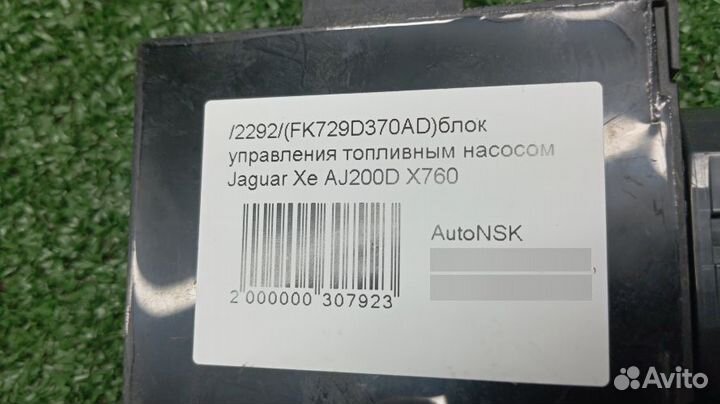 /2292/(FK729D370AD)блок
управления топливным насосом
Jaguar Xe AJ200D X760
AutoNSK
2 000000 307923
Avito